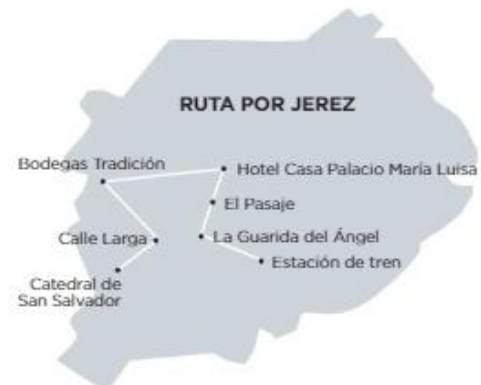 RUTA POR JEREZ
Bodegas Tradición
Hotel Casa Palacio María Luisa
El Pasaje
Calle Larga
La Guarida del Ángel
Estación de tren
Catedral de
San Salvador